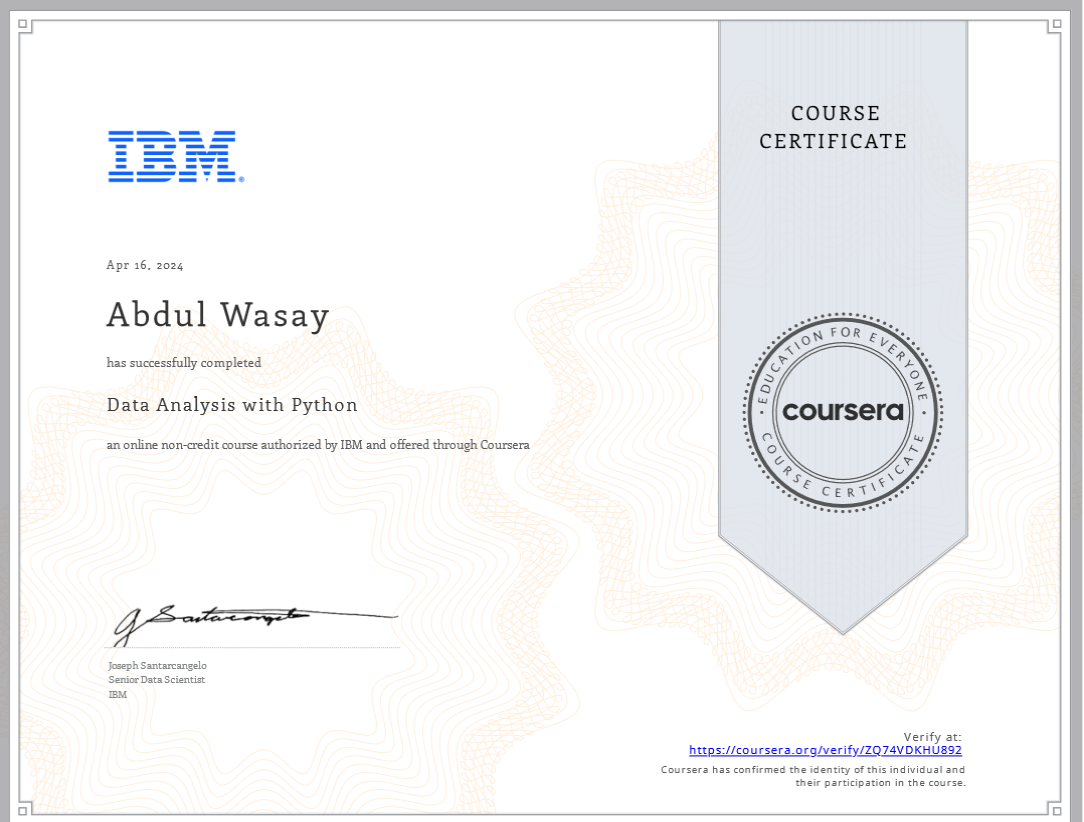 COURSE
CERTIFICATE
IBM®
Apr 16, 2024
Abdul Wasay
has successfully completed
Data Analysis with Python
an online non-credit course authorized by IBM and offered through Coursera
EDUCATION FOR EVERYONE
coursera
COURSE CERTIFICATE
J Santarcangelo
Joseph Santarcangelo
Senior Data Scientist
IBM
Verify at:
https://coursera.org/verify/ZQ74VDKHU892
Coursera has confirmed the identity of this individual and
their participation in the course.